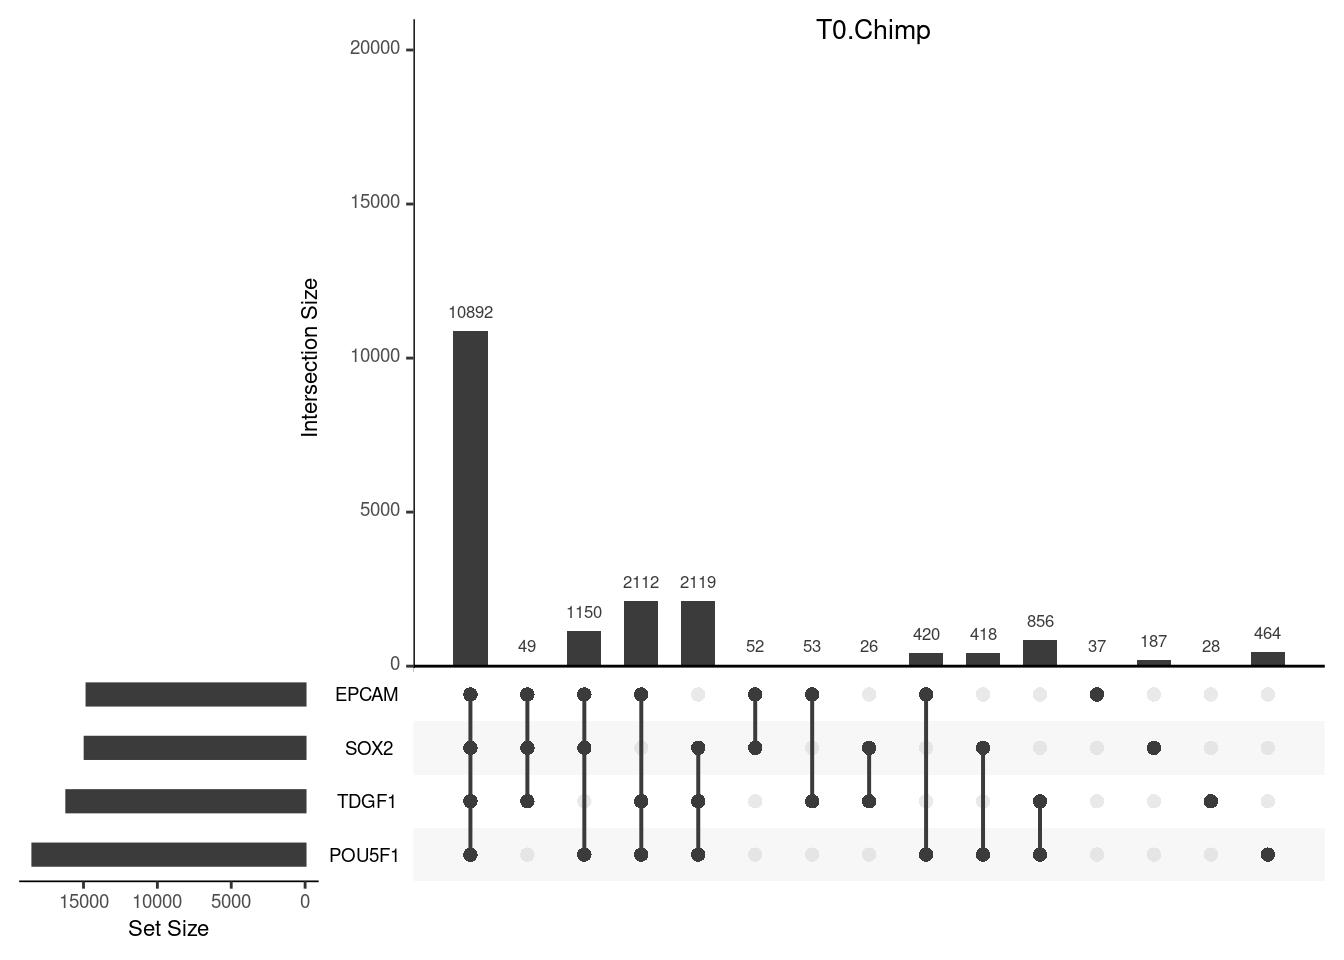 T0.Chimp
20000
15000
10000
5000
0
Intersection Size
10892
49
1150
2112
2119
52
53
26
420
418
856
37
187
28
464
EPCAM
SOX2
TDGF1
POU5F1
15000 10000 5000 0
Set Size